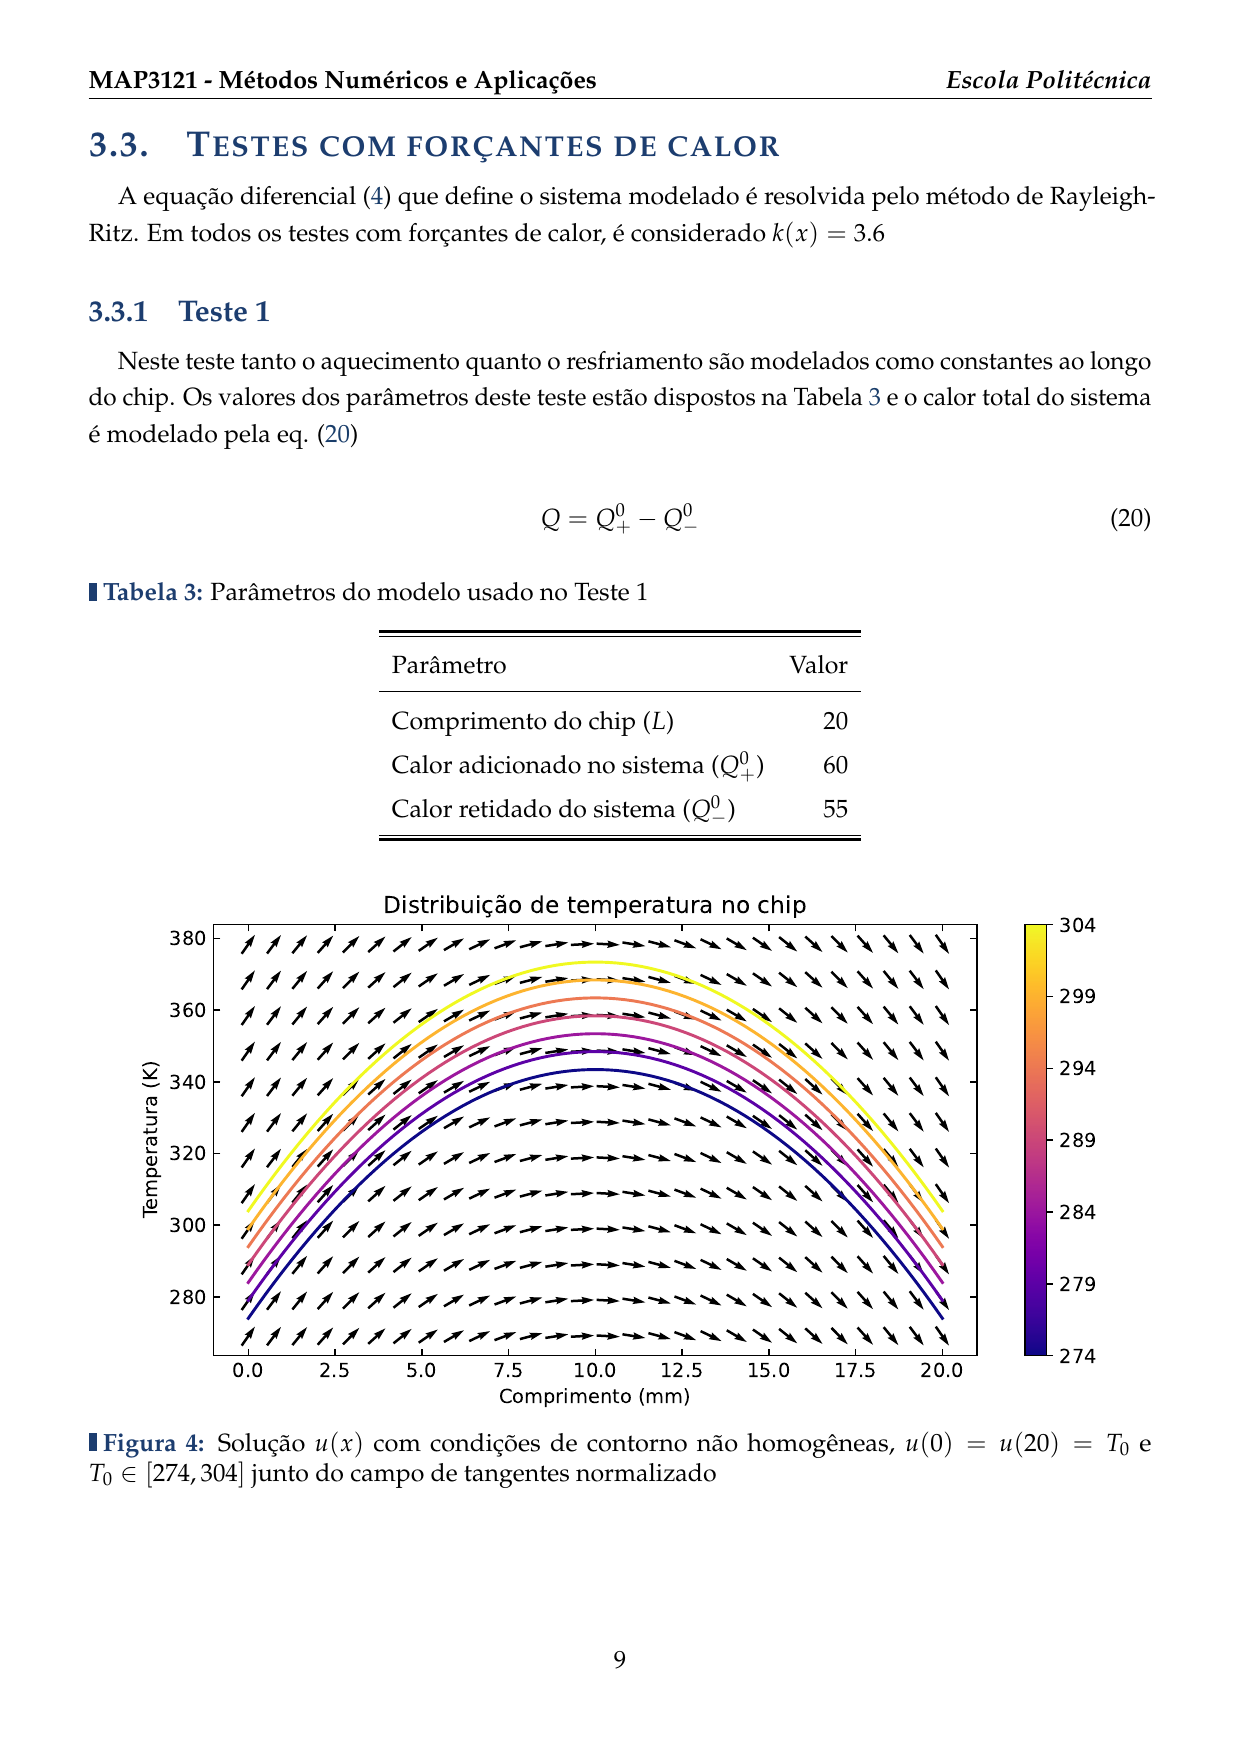 MAP3121 - Métodos Numéricos e Aplicações Escola Politécnica
3.3. TESTES COM FORÇANTES DE CALOR
A equação diferencial (4) que define o sistema modelado é resolvida pelo método de Rayleigh-
Ritz. Em todos os testes com forçantes de calor, é considerado k(x) = 3.6
3.3.1 Teste 1
Neste teste tanto o aquecimento quanto o resfriamento são modelados como constantes ao longo
do chip. Os valores dos parâmetros deste teste estão dispostos na Tabela 3 e o calor total do sistema
é modelado pela eq. (20)
Q = Q₊⁰ − Q₋⁰ (20)
Tabela 3: Parâmetros do modelo usado no Teste 1
Parâmetro Valor
Comprimento do chip (L) 20
Calor adicionado no sistema (Q₊⁰) 60
Calor retidado do sistema (Q₋⁰) 55
Distribuição de temperatura no chip
380
360
340
320
300
280
Temperatura (K)
0.0 2.5 5.0 7.5 10.0 12.5 15.0 17.5 20.0
Comprimento (mm)
304
299
294
289
284
279
274
Figura 4: Solução u(x) com condições de contorno não homogêneas, u(0) = u(20) = T₀ e
T₀ ∈ [274, 304] junto do campo de tangentes normalizado
9